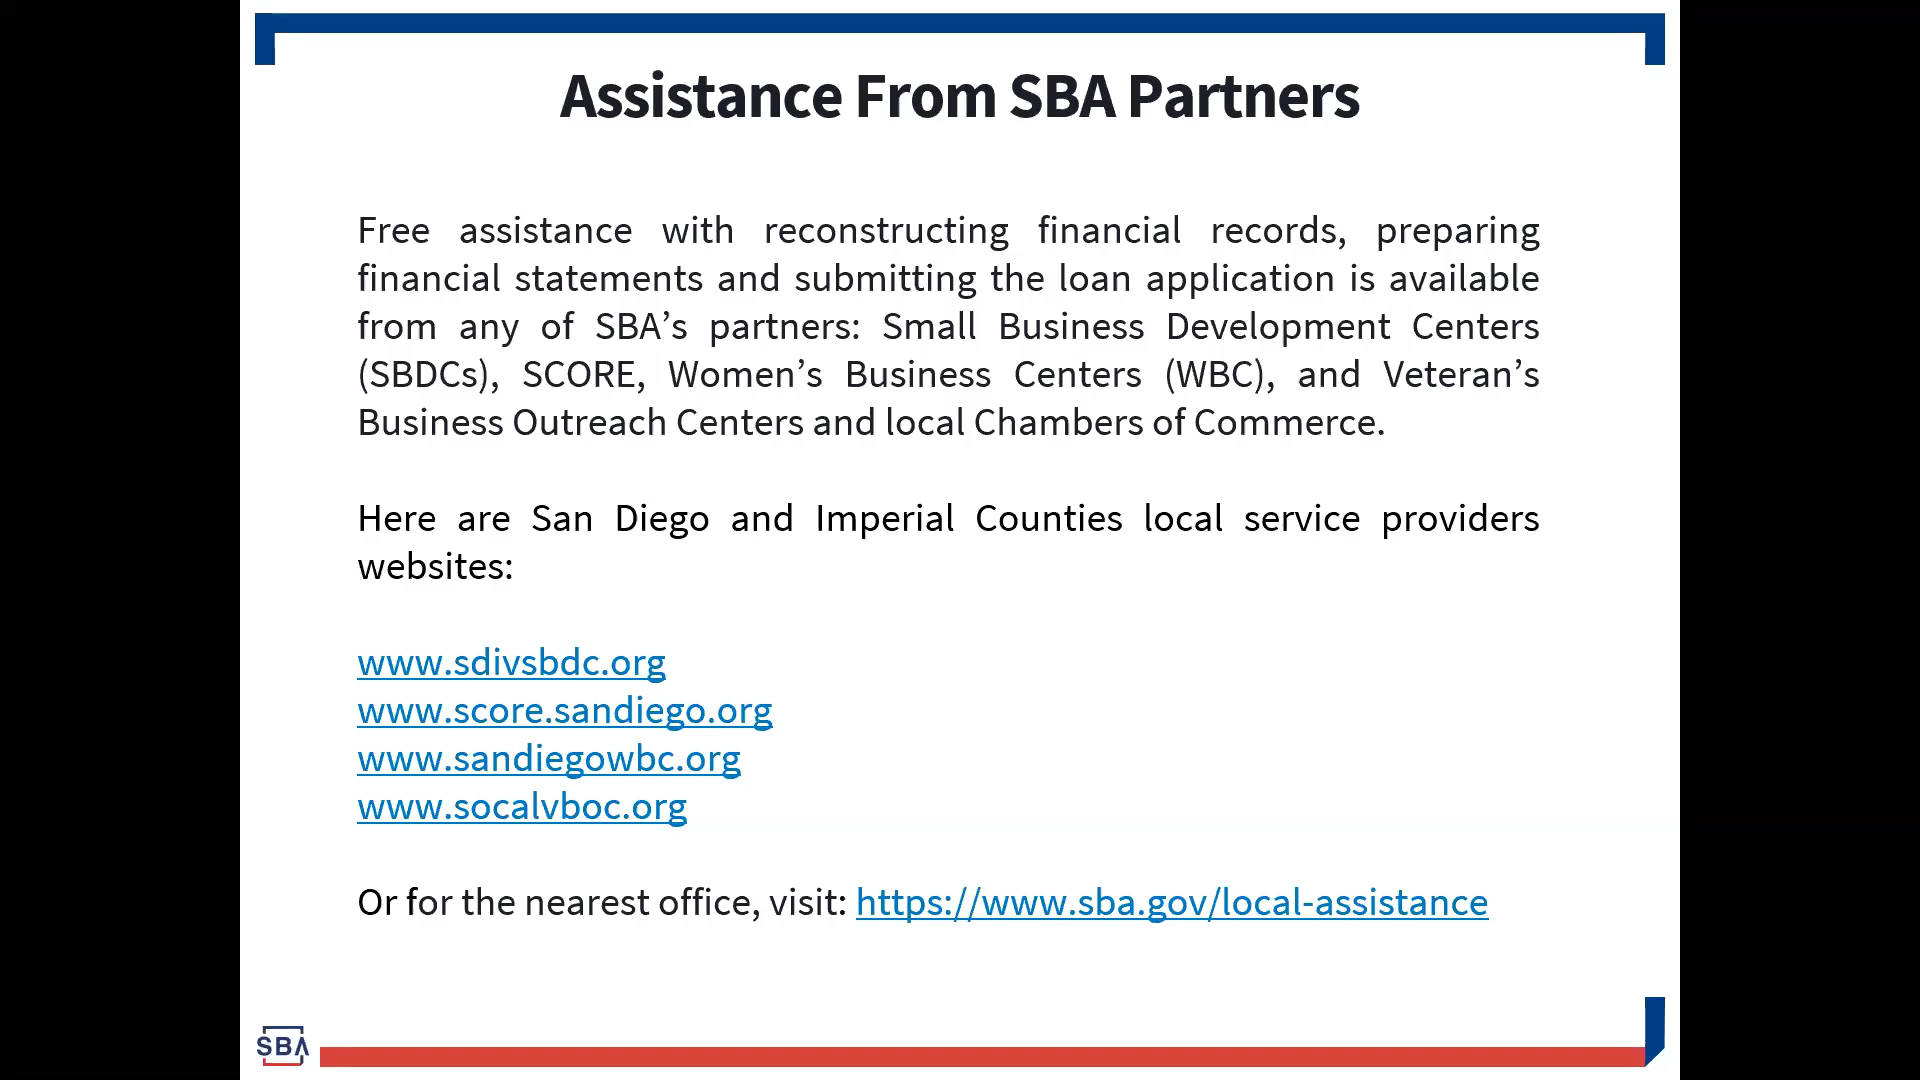 Assistance From SBA Partners
Free assistance with reconstructing financial records, preparing
financial statements and submitting the loan application is available
from any of SBA’s partners: Small Business Development Centers
(SBDCs), SCORE, Women’s Business Centers (WBC), and Veteran’s
Business Outreach Centers and local Chambers of Commerce.
Here are San Diego and Imperial Counties local service providers
websites:
www.sdivsbdc.org
www.score.sandiego.org
www.sandiegowbc.org
www.socalvboc.org
Or for the nearest office, visit: https://www.sba.gov/local-assistance
SBA